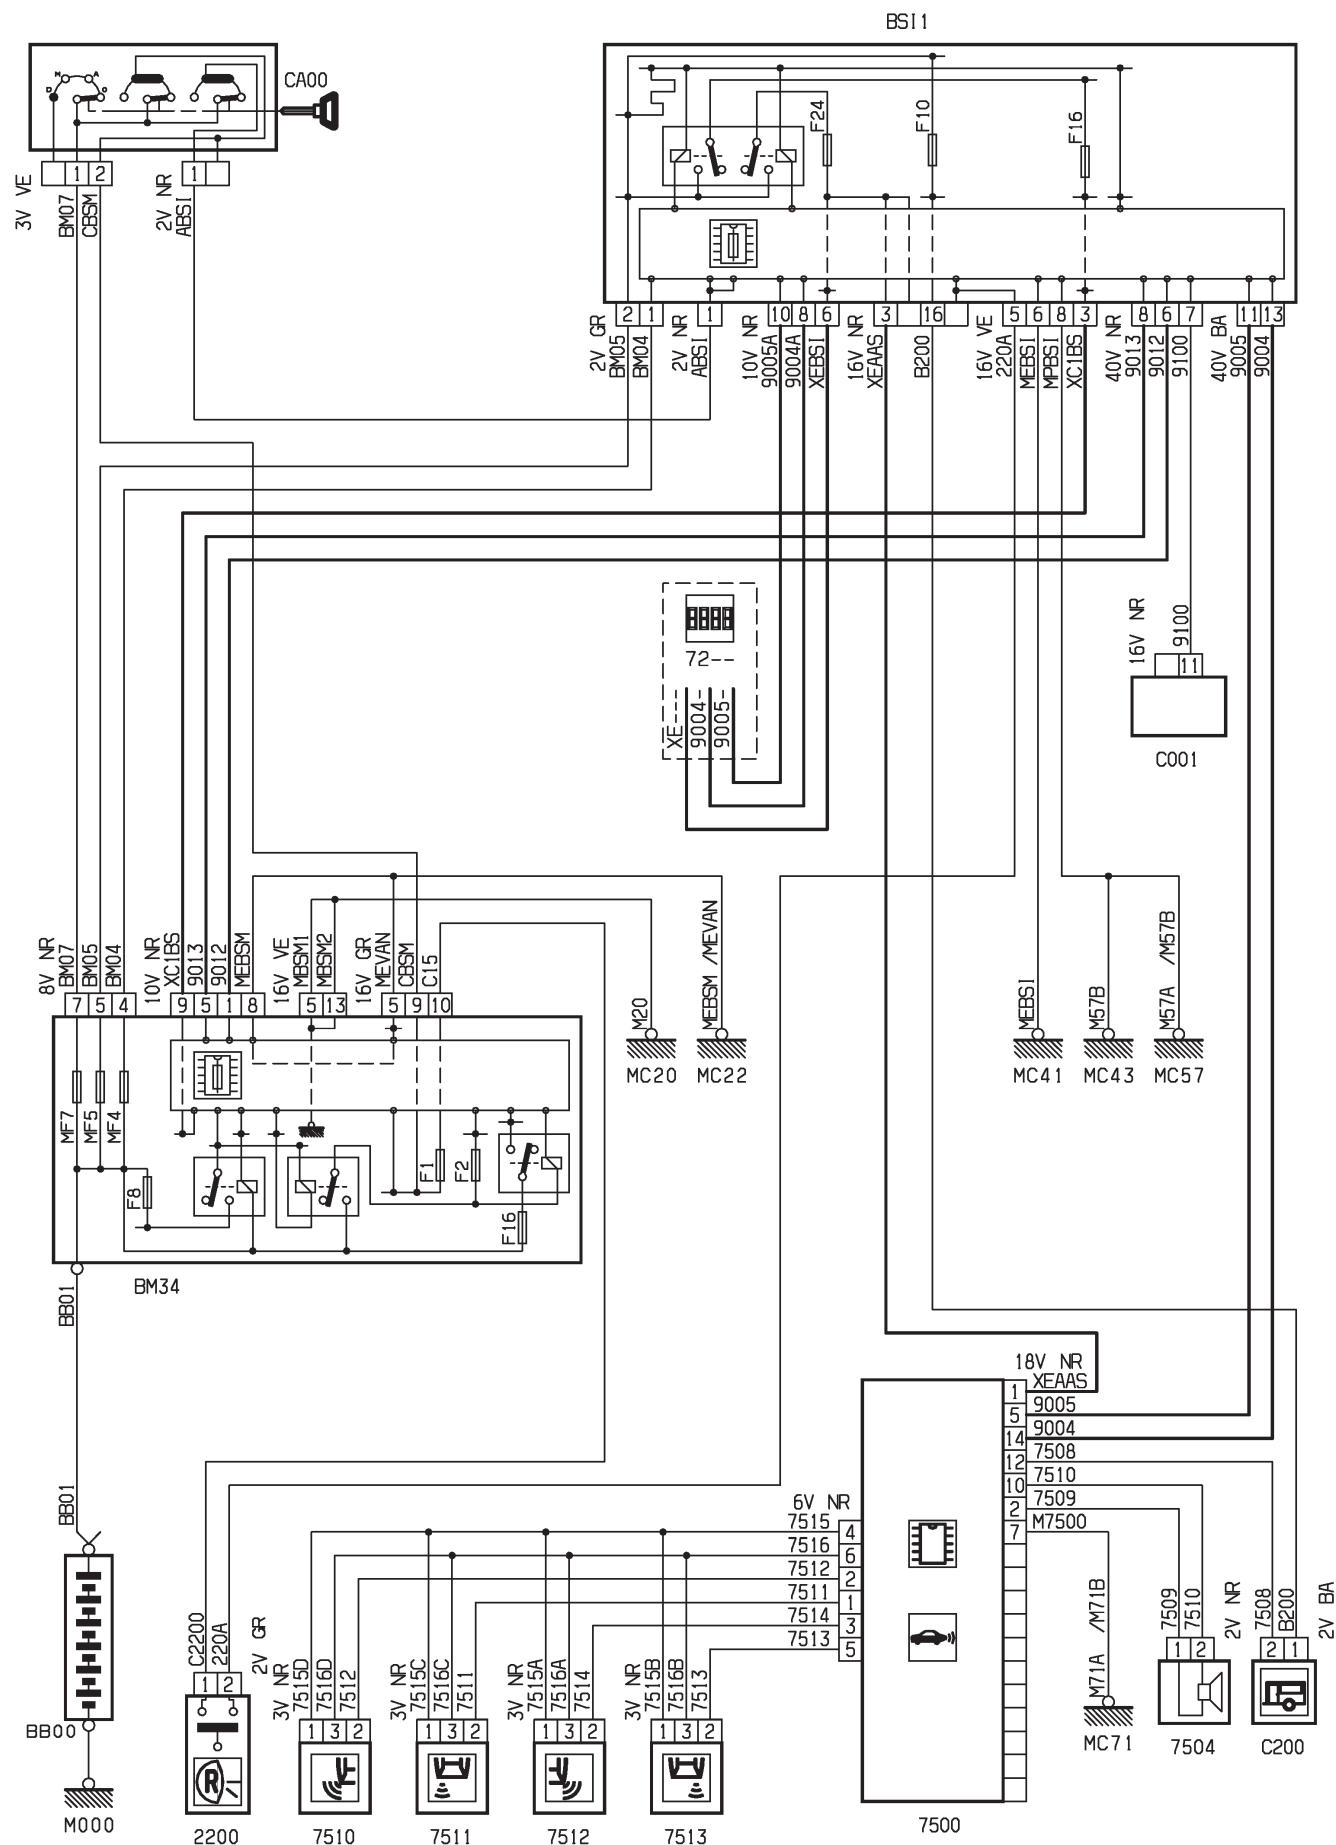 BSI1
CA00
N A
D O
F24
F10
F16
1 2
1
3V VE
BM07
CBSM
2V NR
ABSI
2 1
1
10 8 6
3
16
5 6 8 3
8 6 7
11 13
2V GR
BM05
BM04
2V NR
ABSI
10V NR
9005A
9004A
XEBSI
16V NR
XEAAS
B200
16V VE
220A
MEBSI
MPBSI
XC1BS
40V NR
9013
9012
9100
40V BA
9005
9004
72--
XE----
9004-
9005-
16V NR
9100
11
C001
8V NR
BM07
BM05
BM04
10V NR
XC1BS
9013
9012
MEBSM
16V VE
MBSM1
MBSM2
16V GR
MEVAN
CBSM
C15
7 5 4
9 5 1 8
5 13
5 9 10
M20
MC20
MEBSM /MEVAN
MC22
MEBSI
MC41
M57B
MC43
M57A /M57B
MC57
MF7
MF5
MF4
F8
F1
F2
F16
BM34
BB01
BB01
BB00
M000
18V NR
1 XEAAS
5 9005
14 9004
12 7508
10 7510
2 7509
7 M7500
6V NR
7515 4
7516 6
7512 2
7511 1
7514 3
7513 5
C2200
220A
2V GR
1 2
R
2200
3V NR
7515D
7516D
7512
1 3 2
7510
3V NR
7515C
7516C
7511
1 3 2
7511
3V NR
7515A
7516A
7514
1 3 2
7512
3V NR
7515B
7516B
7513
1 3 2
7513
7500
M71A /M71B
MC71
7509
7510
2V NR
1 2
7504
7508
B200
2V BA
2 1
C200